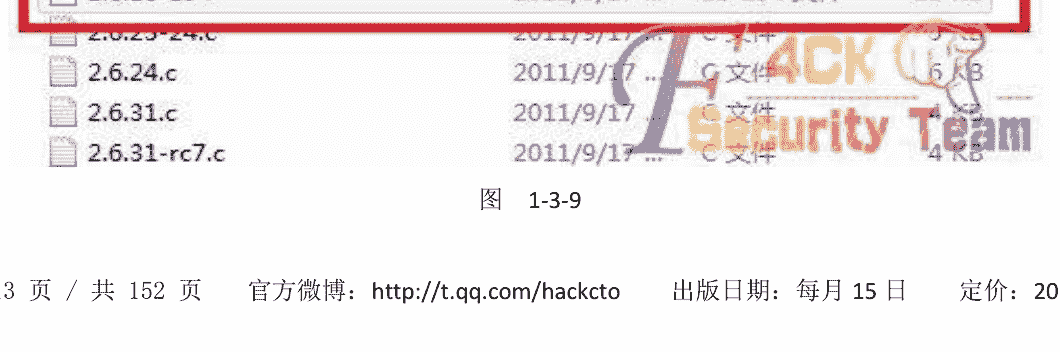 2.6.23-24.c 2011/9/17 ... C 文件 KB
2.6.24.c 2011/9/17 ... C 文件 6 KB
2.6.31.c 2011/9/17 ... C 文件 4 KB
2.6.31-rc7.c 2011/9/17 ... C 文件 4 KB
F4CK
Security Team
图 1-3-9
3 页 / 共 152 页 官方微博：http://t.qq.com/hackcto 出版日期：每月 15 日 定价：20